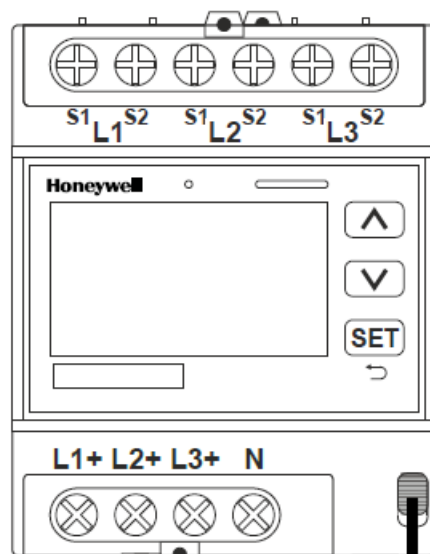 S1 S2 S1 S2 S1 S2
L1 L2 L3
Honeywell
SET
L1+ L2+ L3+ N